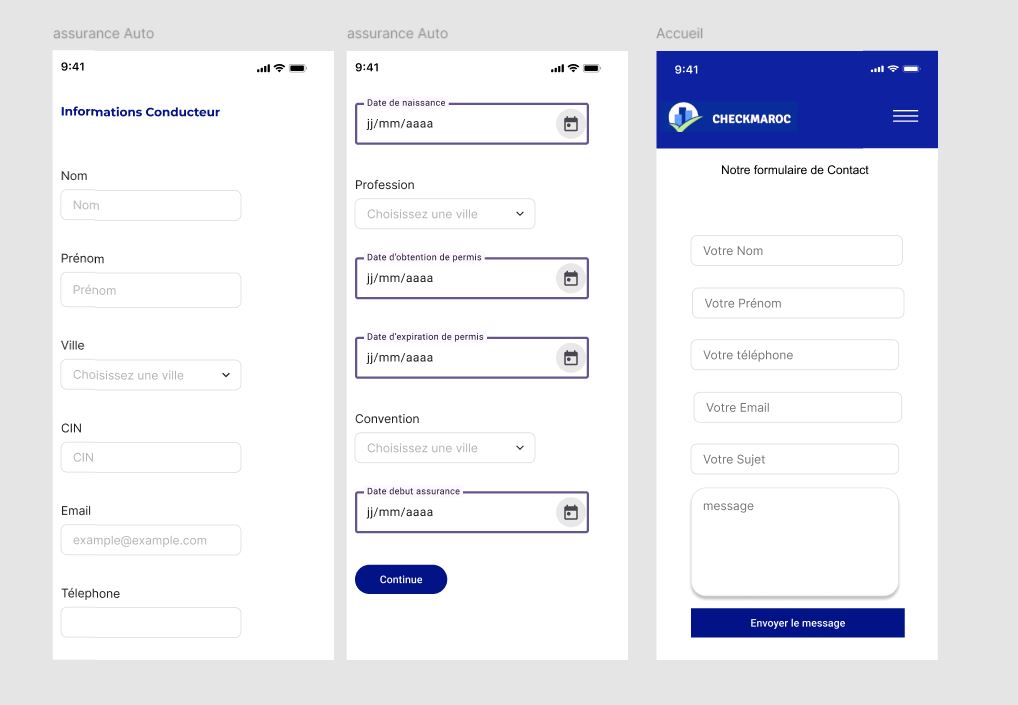 assurance Auto
9:41
Informations Conducteur
Nom
Nom
Prénom
Prénom
Ville
Choisissez une ville
CIN
CIN
Email
example@example.com
Télephone
assurance Auto
9:41
Date de naissance
jj/mm/aaaa
Profession
Choisissez une ville
Date d'obtention de permis
jj/mm/aaaa
Date d'expiration de permis
jj/mm/aaaa
Convention
Choisissez une ville
Date debut assurance
jj/mm/aaaa
Continue
Accueil
9:41
CHECKMAROC
Notre formulaire de Contact
Votre Nom
Votre Prénom
Votre téléphone
Votre Email
Votre Sujet
message
Envoyer le message